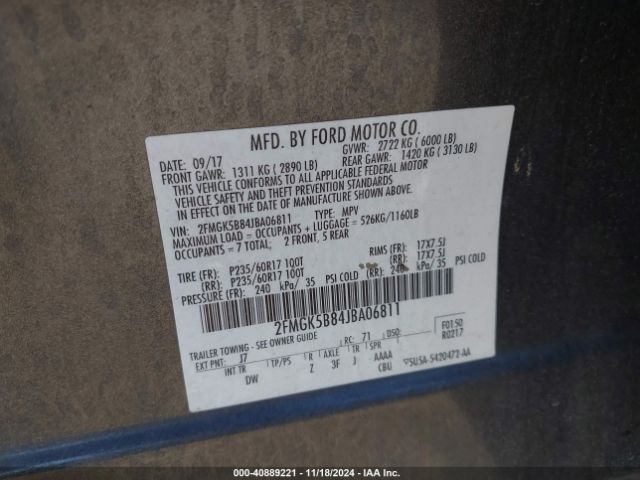 MFD. BY FORD MOTOR CO.
DATE: 09/17 GVWR: 2722 KG ( 6000 LB)
FRONT GAWR: 1311 KG ( 2890 LB) REAR GAWR: 1420 KG ( 3130 LB)
THIS VEHICLE CONFORMS TO ALL APPLICABLE FEDERAL MOTOR
VEHICLE SAFETY AND THEFT PREVENTION STANDARDS IN
EFFECT ON THE DATE OF MANUFACTURE SHOWN ABOVE.
VIN: 2FMGK5B84JBA06811 TYPE: MPV
MAXIMUM LOAD = OCCUPANTS + LUGGAGE = 526KG/1160LB
OCCUPANTS = 7 TOTAL; 2 FRONT, 5 REAR
TIRE (FR): P235/60R17 100T RIMS (FR): 17X7.5J
(RR): P235/60R17 100T (RR): 17X7.5J
PRESSURE (FR): 240 kPa/ 35 PSI COLD (RR): 240 kPa/35 PSI COLD
2FMGK5B84JBA06811
TRAILER TOWING - SEE OWNER GUIDE RC: 71 DSO: F0150
EXT PNT: J7 R0217
INT TR TP/PS R AXLE TR SPR
DW Z 3F J AAAA
CBU 5U5A-5420472-AA
000-40889221 - 11/18/2024 - IAA Inc.